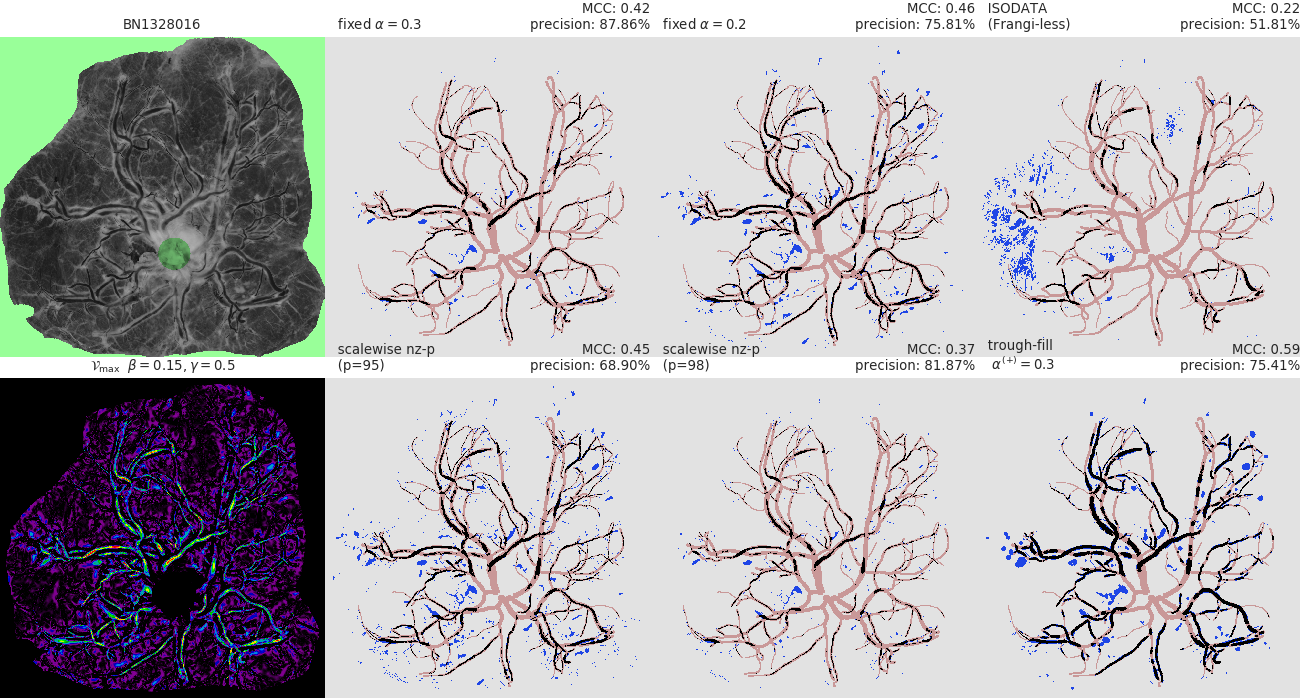 BN1328016
fixed α = 0.3
MCC: 0.42
precision: 87.86%
fixed α = 0.2
MCC: 0.46
precision: 75.81%
ISODATA
(Frangi-less)
MCC: 0.22
precision: 51.81%
𝒱max β = 0.15, γ = 0.5
scalewise nz-p
(p=95)
MCC: 0.45
precision: 68.90%
scalewise nz-p
(p=98)
MCC: 0.37
precision: 81.87%
trough-fill
α(+) = 0.3
MCC: 0.59
precision: 75.41%